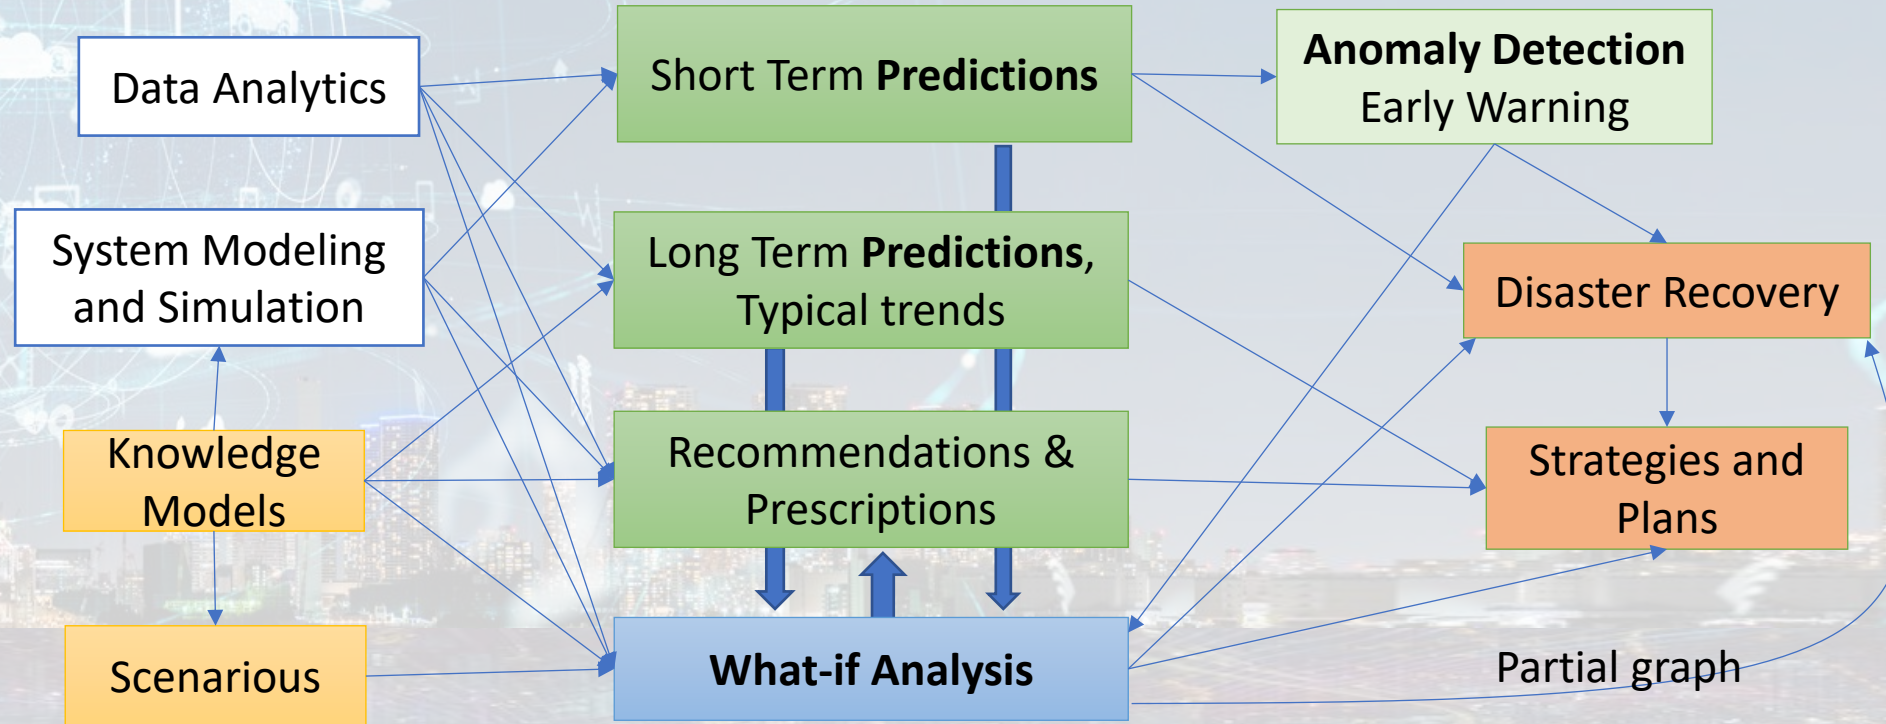 Data Analytics
System Modeling
and Simulation
Knowledge
Models
Scenarious
Short Term Predictions
Long Term Predictions,
Typical trends
Recommendations &
Prescriptions
What-if Analysis
Anomaly Detection
Early Warning
Disaster Recovery
Strategies and
Plans
Partial graph